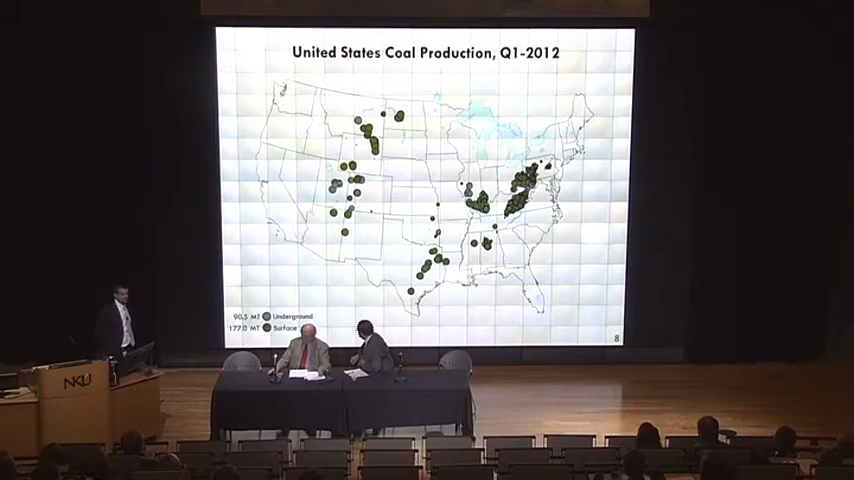 United States Coal Production, Q1-2012
90.5 MT Underground
177.0 MT Surface
8
NKU